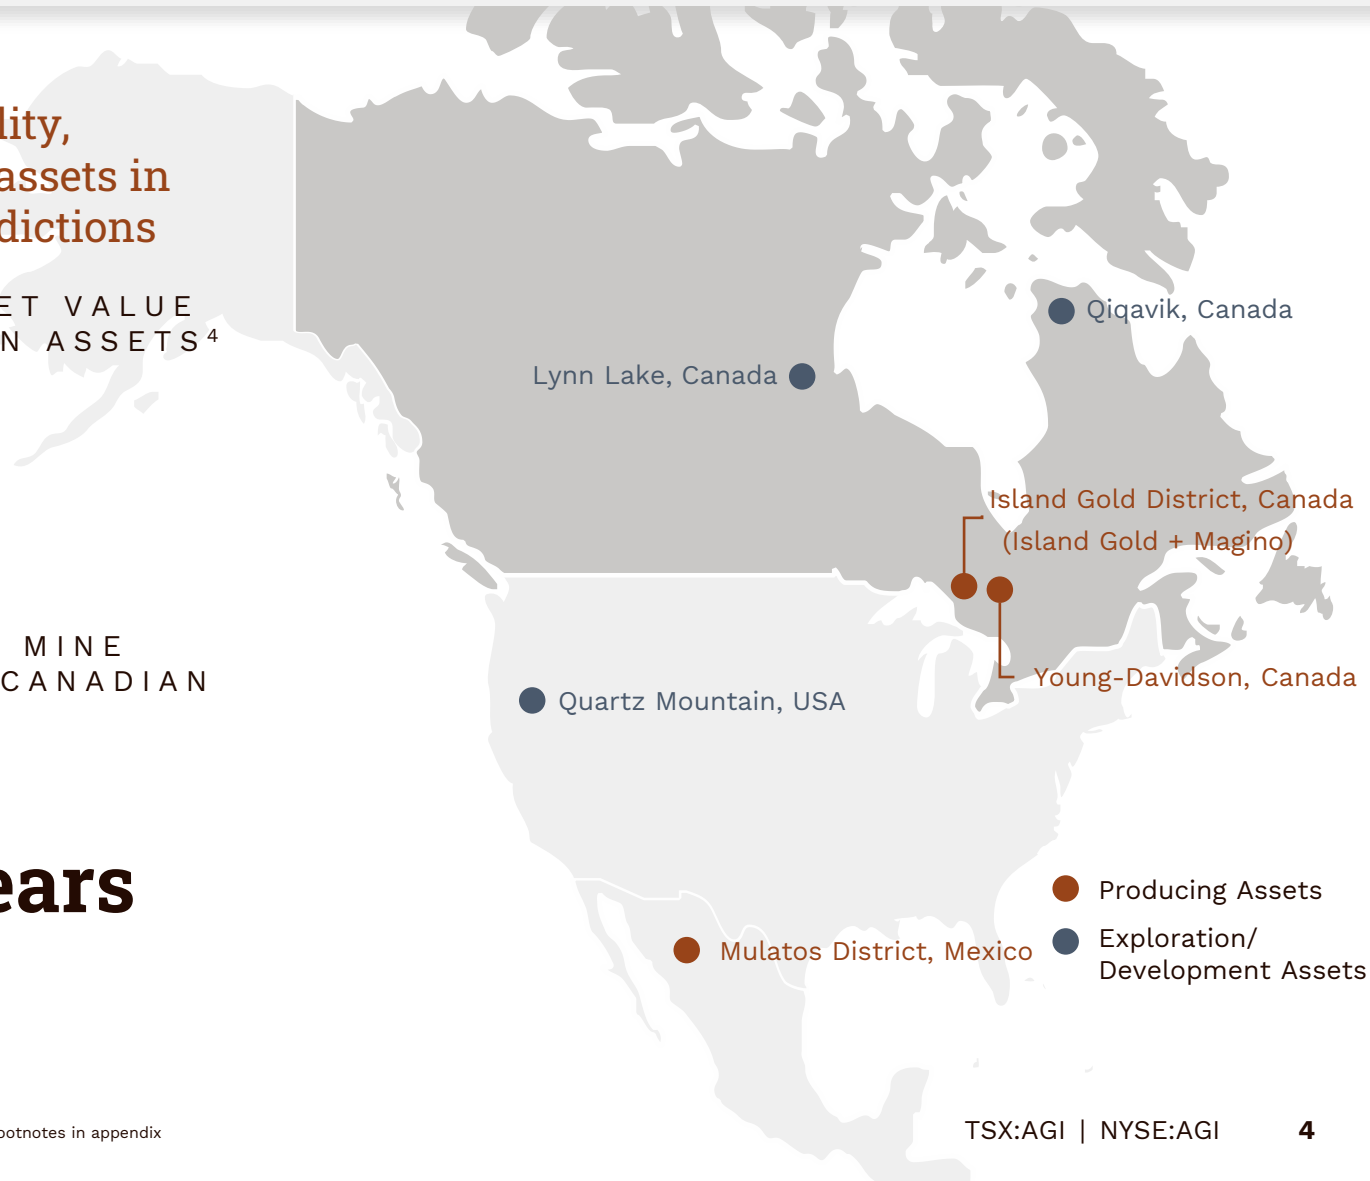 lity,
assets in
dictions
ET VALUE
N ASSETS⁴
MINE
CANADIAN
ears
Qiqavik, Canada
Lynn Lake, Canada
Island Gold District, Canada
(Island Gold + Magino)
Young-Davidson, Canada
Quartz Mountain, USA
Mulatos District, Mexico
Producing Assets
Exploration/
Development Assets
ootnotes in appendix
TSX:AGI | NYSE:AGI
4